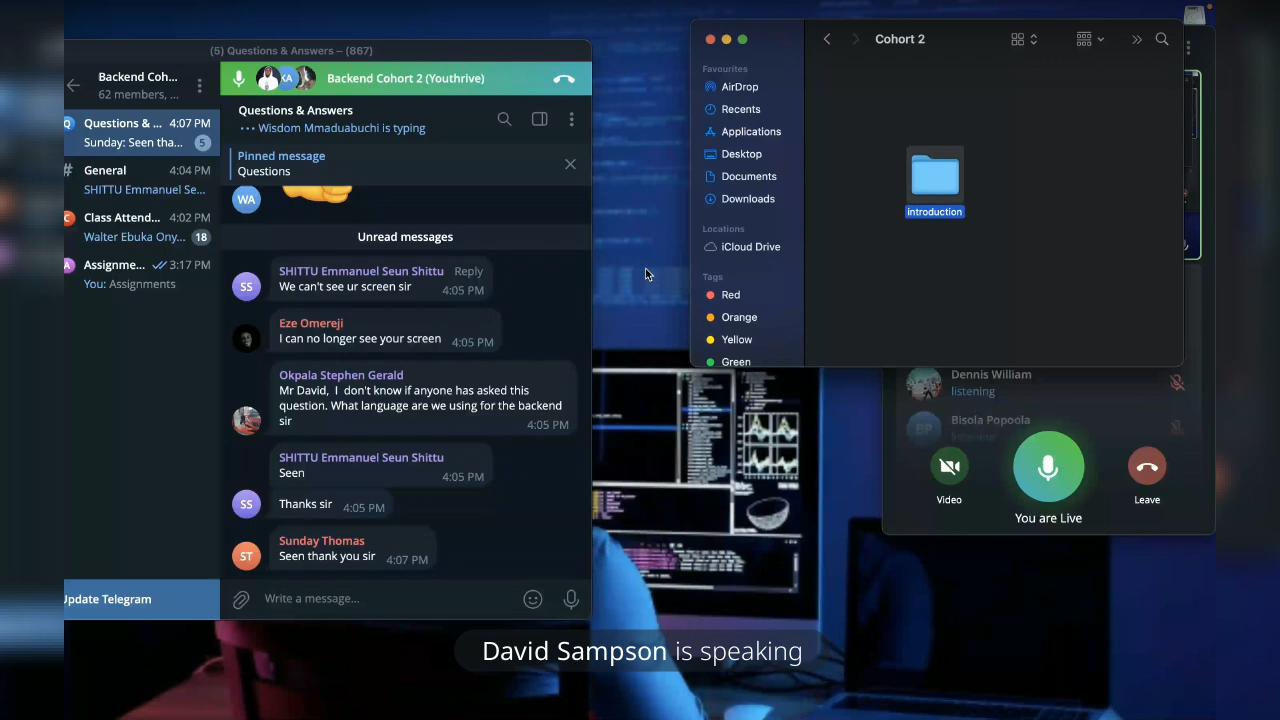 (5) Questions & Answers – (867)
Backend Coh...
62 members, ...
Questions & ... 4:07 PM
Sunday: Seen tha... 5
# General 4:04 PM
SHITTU Emmanuel Se...
C Class Attend... 4:02 PM
Walter Ebuka Ony... 18
A Assignme... 3:17 PM
You: Assignments
Update Telegram
XA Backend Cohort 2 (Youthrive)
Questions & Answers
Wisdom Mmaduabuchi is typing
Pinned message
Questions
WA
Unread messages
SHITTU Emmanuel Seun Shittu Reply
SS We can't see ur screen sir 4:05 PM
Eze Omereji
I can no longer see your screen 4:05 PM
Okpala Stephen Gerald
Mr David, I don't know if anyone has asked this
question. What language are we using for the backend
sir
4:05 PM
SHITTU Emmanuel Seun Shittu
Seen 4:05 PM
SS Thanks sir 4:05 PM
Sunday Thomas
ST Seen thank you sir 4:07 PM
Write a message...
Cohort 2
Favourites
AirDrop
Recents
Applications
Desktop
Documents
Downloads
Locations
iCloud Drive
Tags
Red
Orange
Yellow
Green
introduction
Dennis William
listening
BP Bisola Popoola
Video
Leave
You are Live
David Sampson is speaking